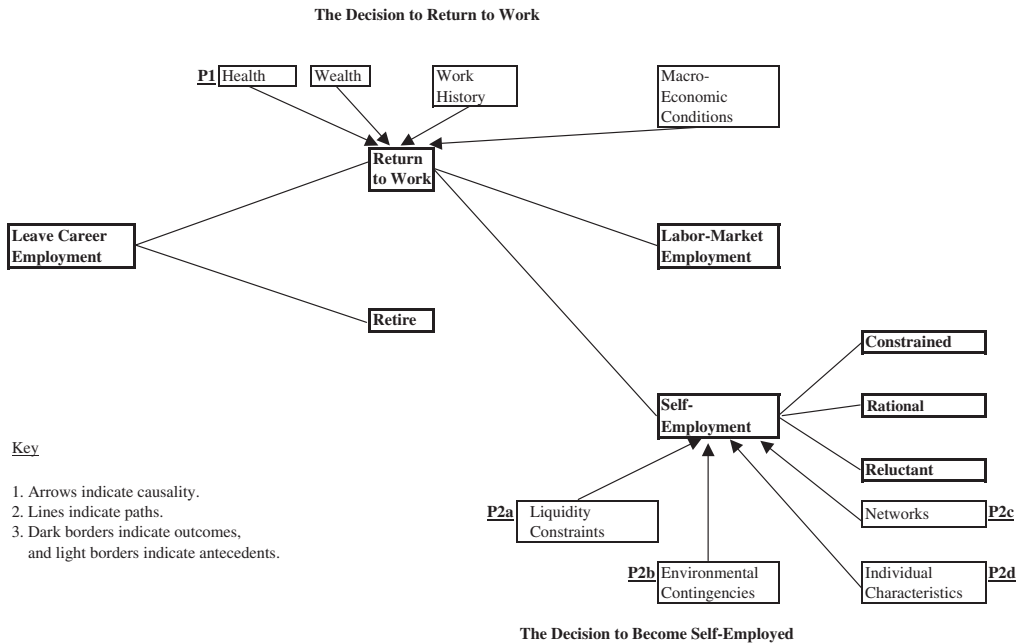 The Decision to Return to Work
P1 Health
Wealth
Work
History
Macro-
Economic
Conditions
Return
to Work
Leave Career
Employment
Labor-Market
Employment
Retire
Constrained
Self-
Employment
Rational
Reluctant
Key
1. Arrows indicate causality.
2. Lines indicate paths.
3. Dark borders indicate outcomes,
and light borders indicate antecedents.
P2a Liquidity
Constraints
Networks P2c
P2b Environmental
Contingencies
Individual P2d
Characteristics
The Decision to Become Self-Employed